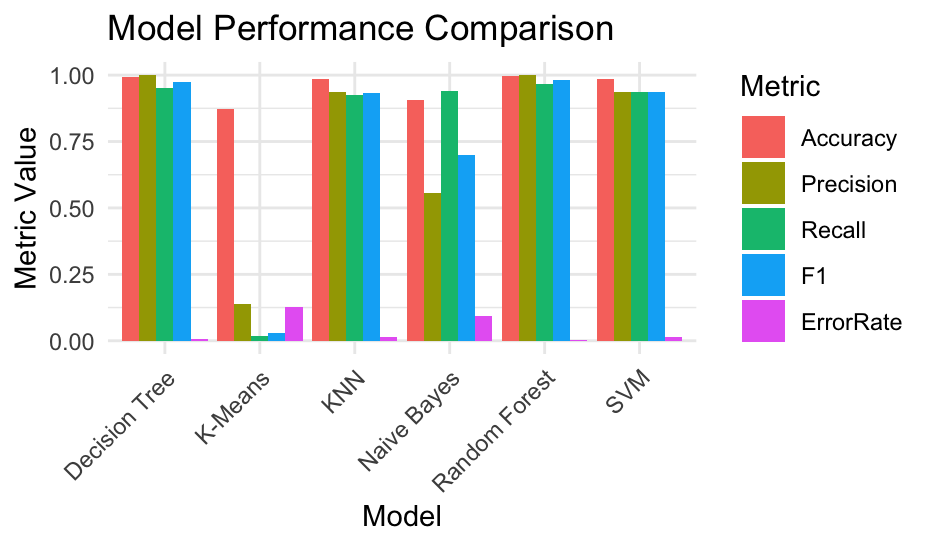 Model Performance Comparison
Metric Value
1.00
0.75
0.50
0.25
0.00
Decision Tree
K-Means
KNN
Naive Bayes
Random Forest
SVM
Model
Metric
Accuracy
Precision
Recall
F1
ErrorRate